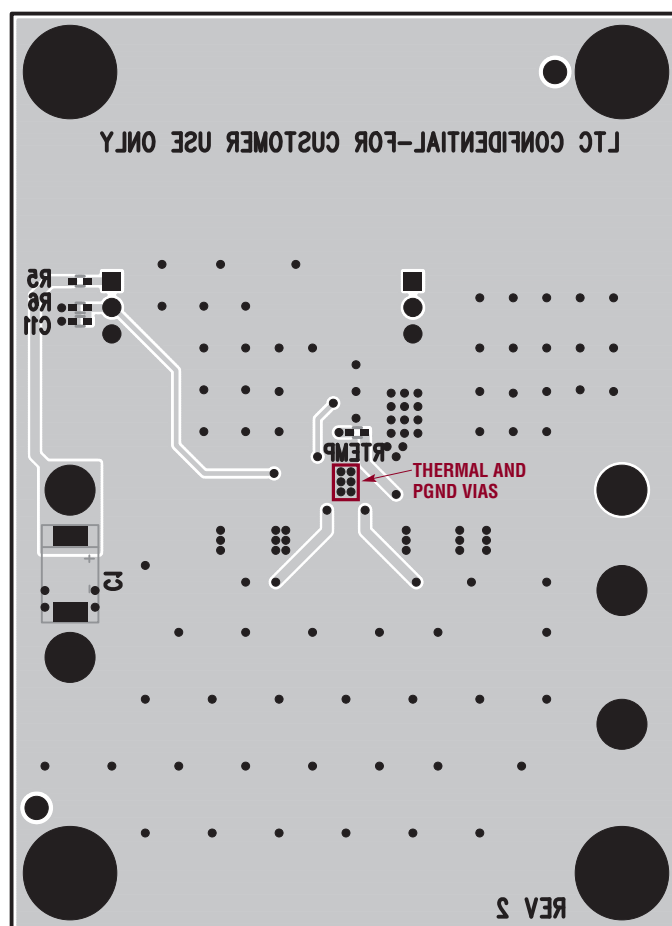 LTC CONFIDENTIAL-FOR CUSTOMER USE ONLY
R5
R6
C11
RTEMP
THERMAL AND
PGND VIAS
+
C1
REV 2